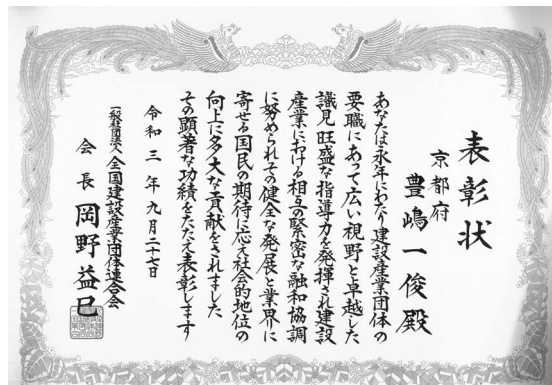 表彰状
京都府
豊嶋一俊殿
あなたは永年にわたり建設産業団体の
要職にあって広い視野と卓越した
識見旺盛な指導力を発揮され建設
産業における相互の緊密な融和協調
に努められその健全な発展と業界に
寄せる国民の期待に応え社会的地位の
向上に多大な貢献をされました
その顕著な功績をたたえ表彰します
令和三年九月二十七日
一般社団法人全国建設産業団体連合会
会長岡野益巳